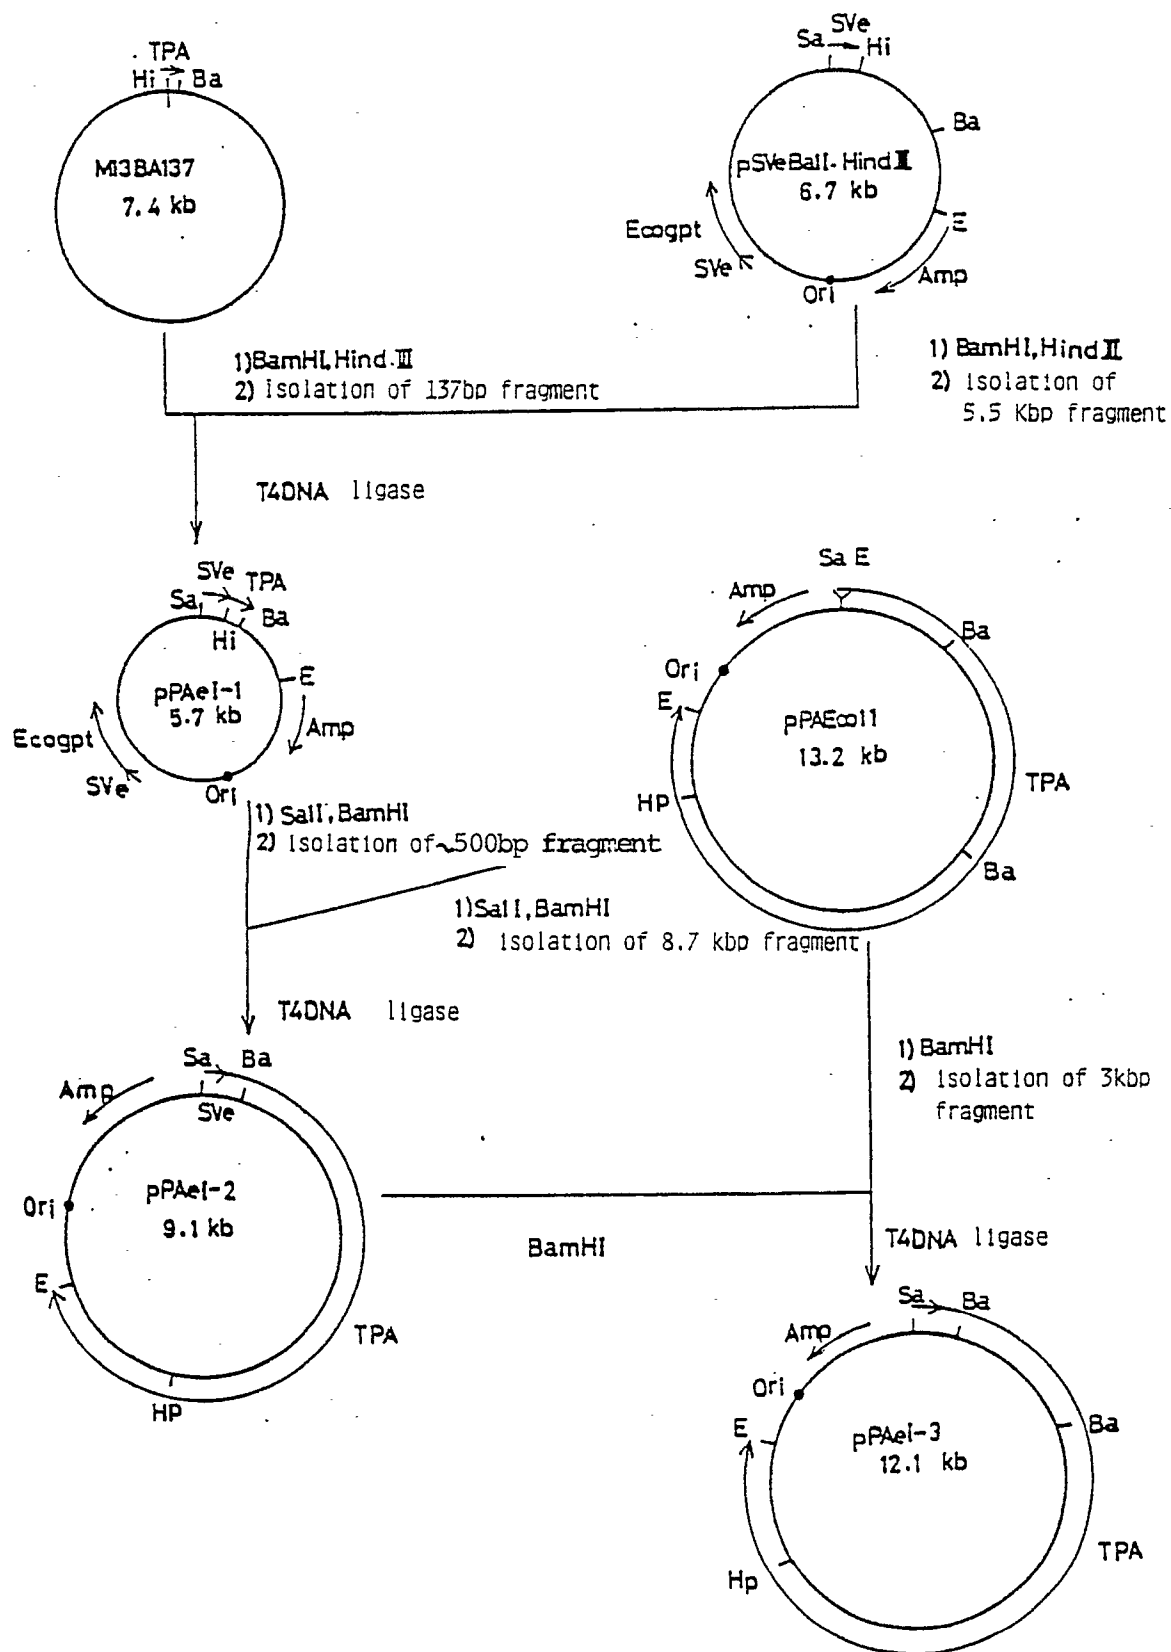 TPA
Hi Ba
M13BA137
7.4 kb
SVe
Sa Hi
Ba
pSVeBalI-Hind III
6.7 kb
E
Ecogpt
SVe
Ori
Amp
1) BamHI, Hind III
2) isolation of 137bp fragment
1) BamHI, Hind II
2) isolation of
5.5 Kbp fragment
T4DNA ligase
SVe TPA
Sa Ba
Hi
E
pPAeI-1
5.7 kb
Ecogpt
Amp
SVe
Ori
Sa E
Amp
Ba
Ori
E
pPAEco11
13.2 kb
HP
TPA
Ba
1) SalI, BamHI
2) isolation of ~500bp fragment
1) SalI, BamHI
2) isolation of 8.7 kbp fragment
T4DNA ligase
1) BamHI
2) isolation of 3kbp
fragment
Sa Ba
Amp
SVe
Ori
pPAeI-2
9.1 kb
E
TPA
HP
BamHI
T4DNA ligase
Sa Ba
Amp
Ori
E
Ba
pPAeI-3
12.1 kb
Hp
TPA